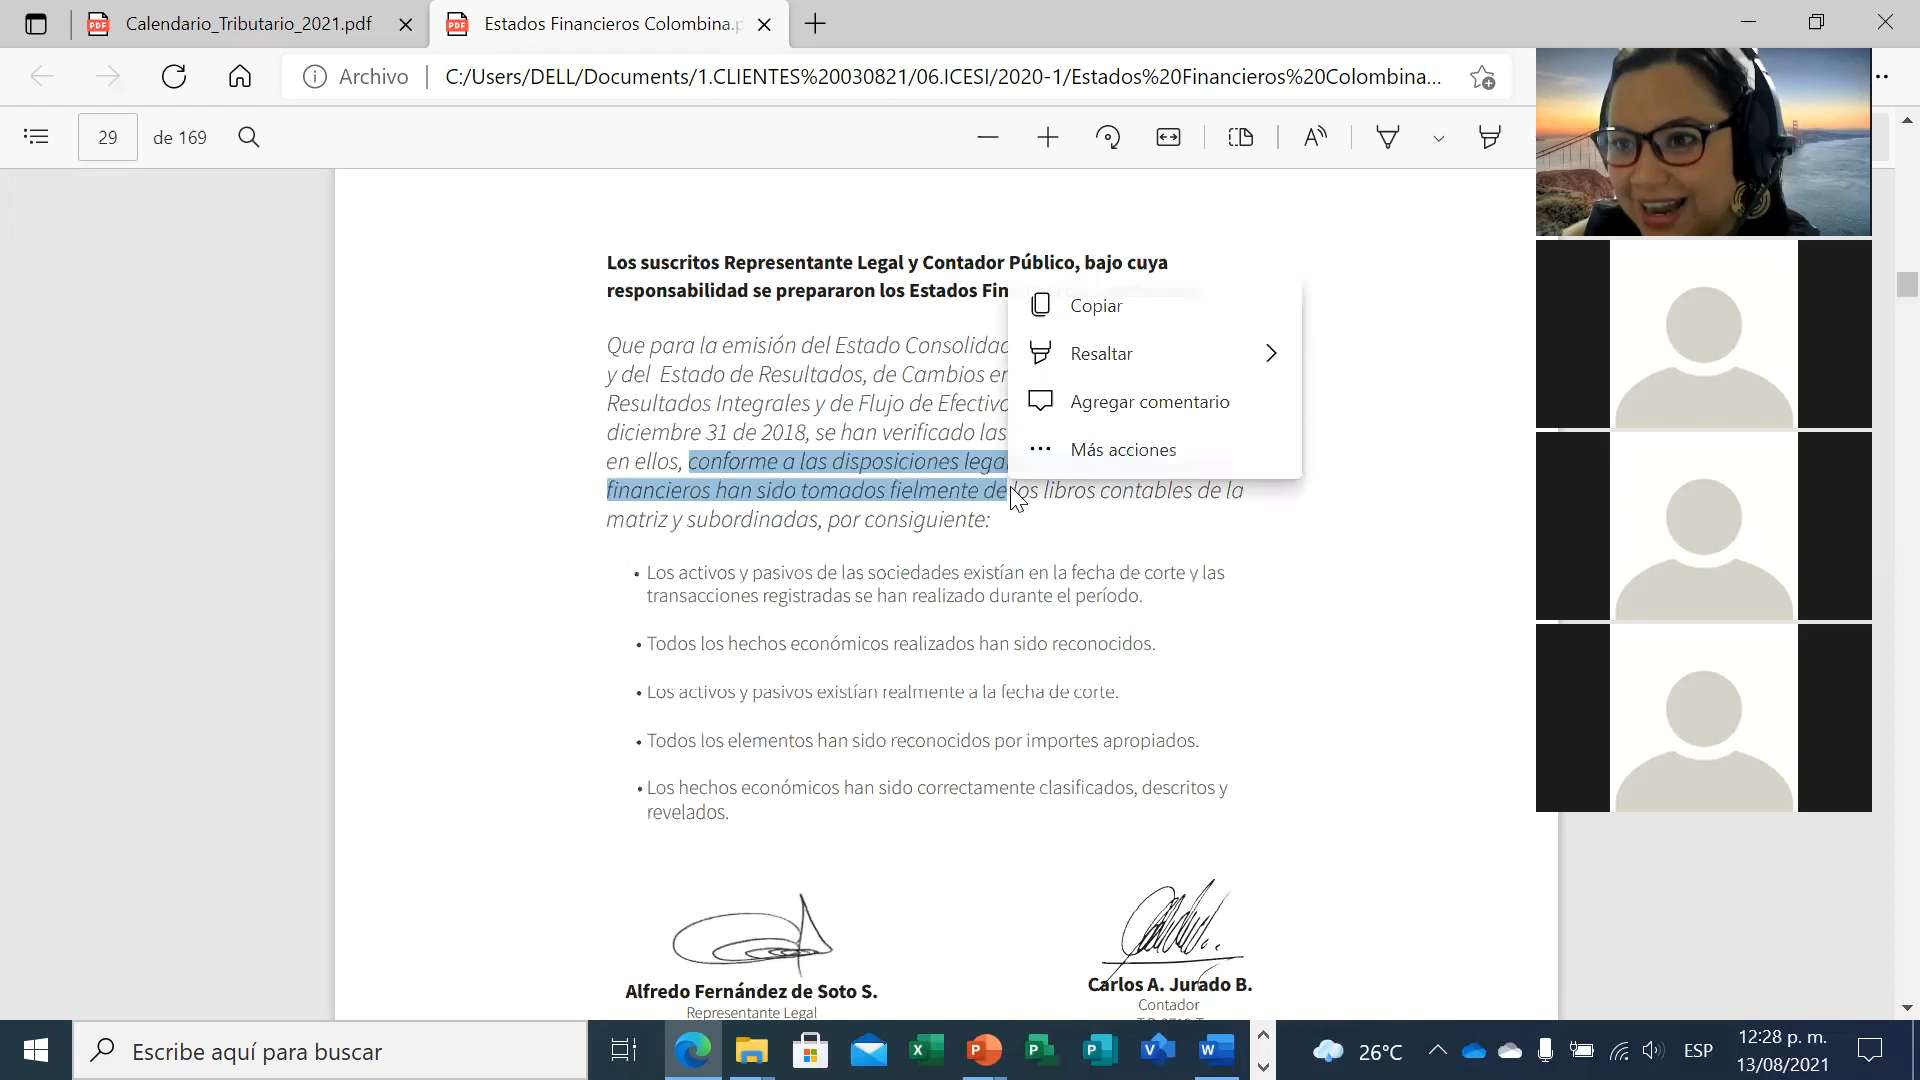 Calendario_Tributario_2021.pdf
Estados Financieros Colombina.p
Archivo
C:/Users/DELL/Documents/1.CLIENTES%20030821/06.ICESI/2020-1/Estados%20Financieros%20Colombina...
29
de 169
Los suscritos Representante Legal y Contador Público, bajo cuya
responsabilidad se prepararon los Estados Fin
Que para la emisión del Estado Consolidad
y del Estado de Resultados, de Cambios en
Resultados Integrales y de Flujo de Efectivo
diciembre 31 de 2018, se han verificado las
en ellos, conforme a las disposiciones legal
financieros han sido tomados fielmente de los libros contables de la
matriz y subordinadas, por consiguiente:
Copiar
Resaltar
Agregar comentario
Más acciones
• Los activos y pasivos de las sociedades existían en la fecha de corte y las
transacciones registradas se han realizado durante el período.
• Todos los hechos económicos realizados han sido reconocidos.
• Los activos y pasivos existían realmente a la fecha de corte.
• Todos los elementos han sido reconocidos por importes apropiados.
• Los hechos económicos han sido correctamente clasificados, descritos y
revelados.
Alfredo Fernández de Soto S.
Representante Legal
Carlos A. Jurado B.
Contador
Escribe aquí para buscar
26°C
ESP
12:28 p. m.
13/08/2021